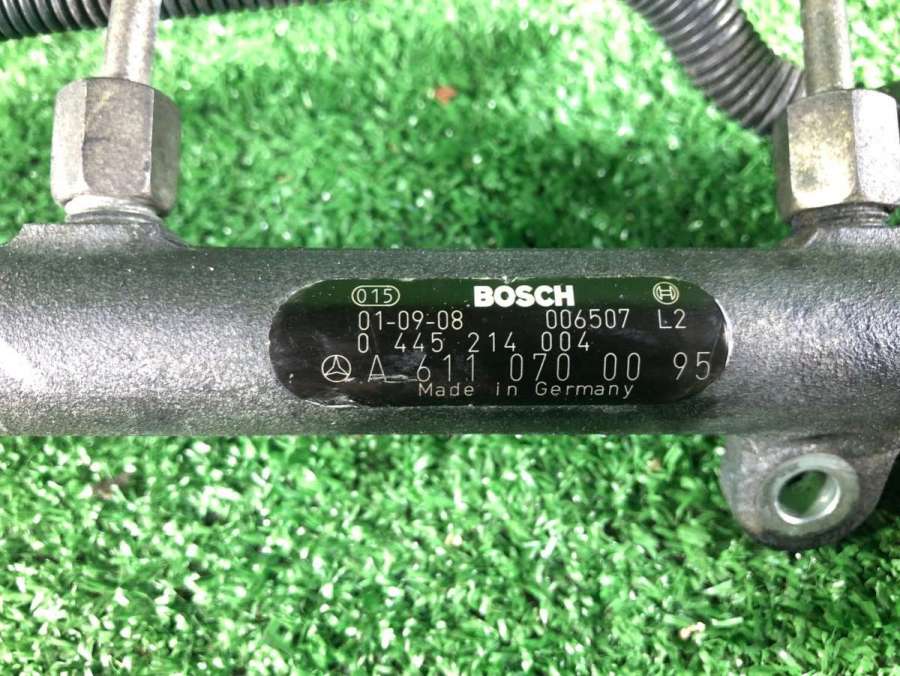 015 BOSCH
01-09-08 006507 L2
0 445 214 004
A 611 070 00 95
Made in Germany